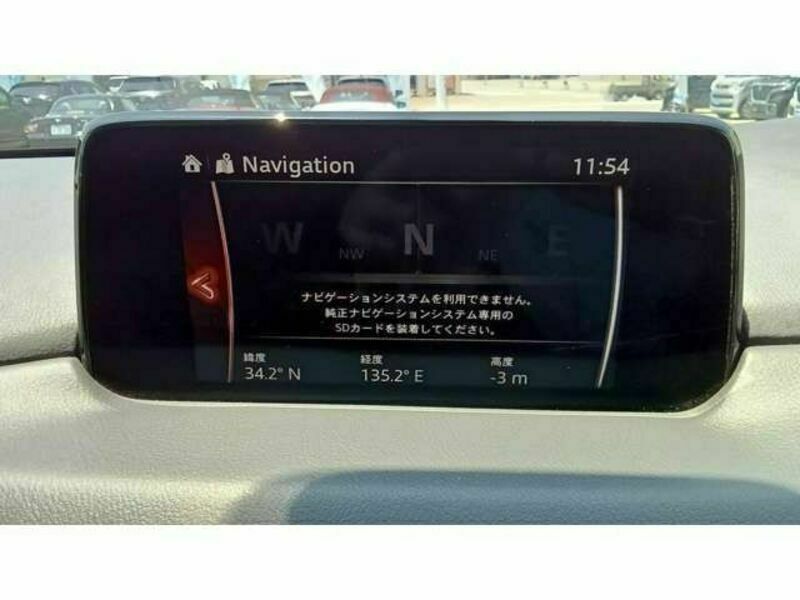 Navigation 11:54
W NW N NE E
ナビゲーションシステムを利用できません。
純正ナビゲーションシステム専用の
SDカードを装着してください。
緯度 経度 高度
34.2° N 135.2° E -3 m